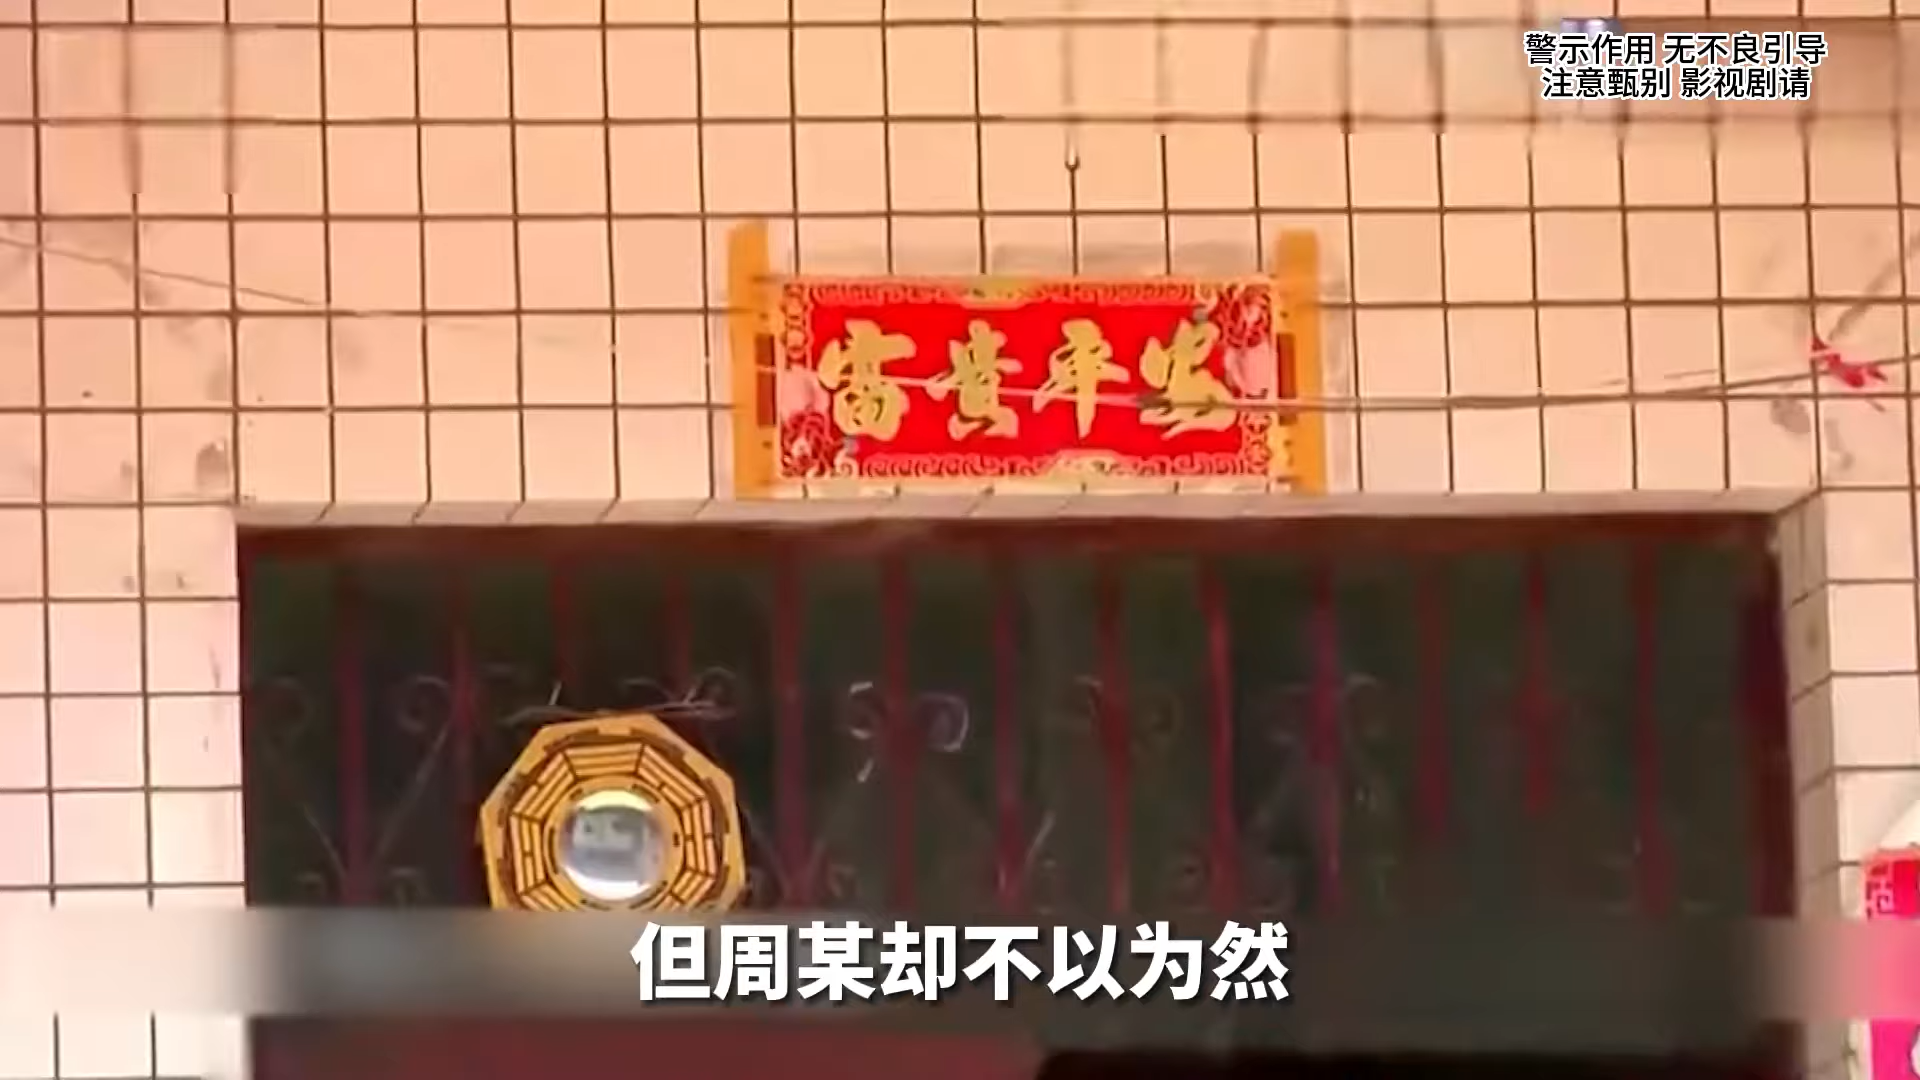 警示作用 无不良引导
注意甄别 影视剧请
富貴平安
但周某却不以为然